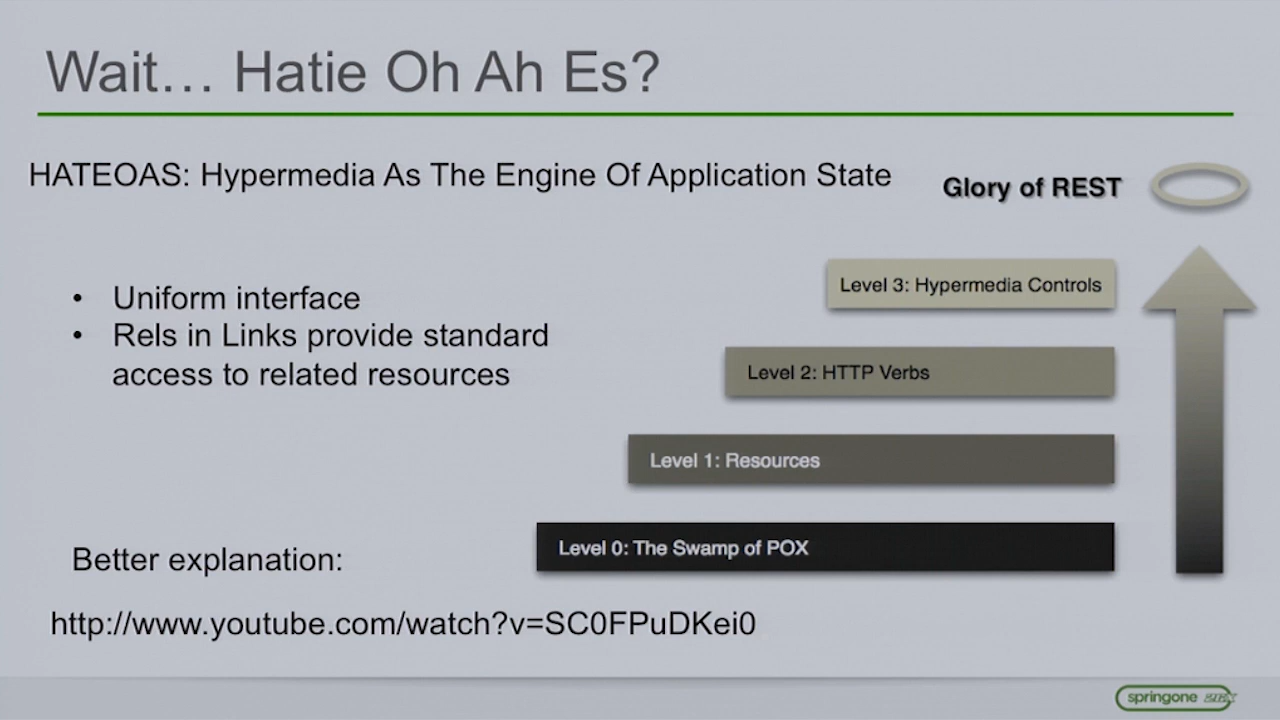 Wait… Hatie Oh Ah Es?
HATEOAS: Hypermedia As The Engine Of Application State
Glory of REST
• Uniform interface
• Rels in Links provide standard
access to related resources
Level 3: Hypermedia Controls
Level 2: HTTP Verbs
Level 1: Resources
Level 0: The Swamp of POX
Better explanation:
http://www.youtube.com/watch?v=SC0FPuDKei0
springone